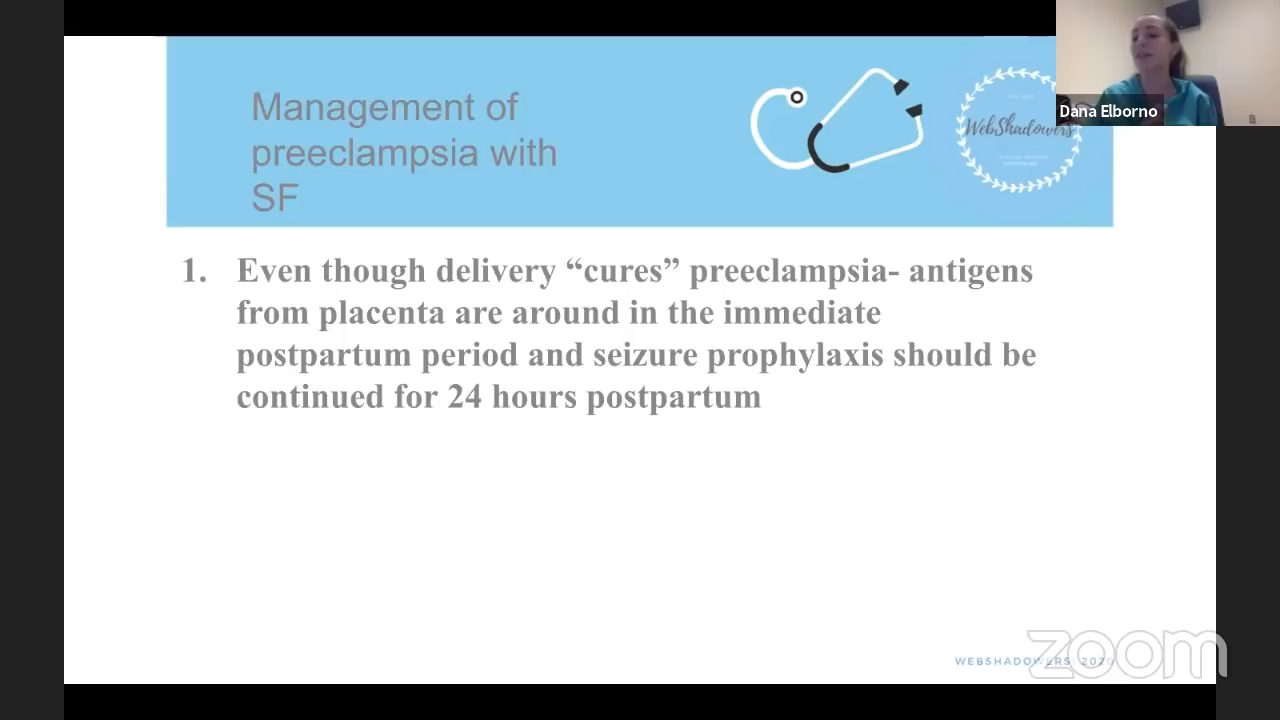 Management of
preeclampsia with
SF
WebShadowers
Dana Elborno
1. Even though delivery “cures” preeclampsia- antigens
from placenta are around in the immediate
postpartum period and seizure prophylaxis should be
continued for 24 hours postpartum
WEBSHADOWERS 2020
zoom